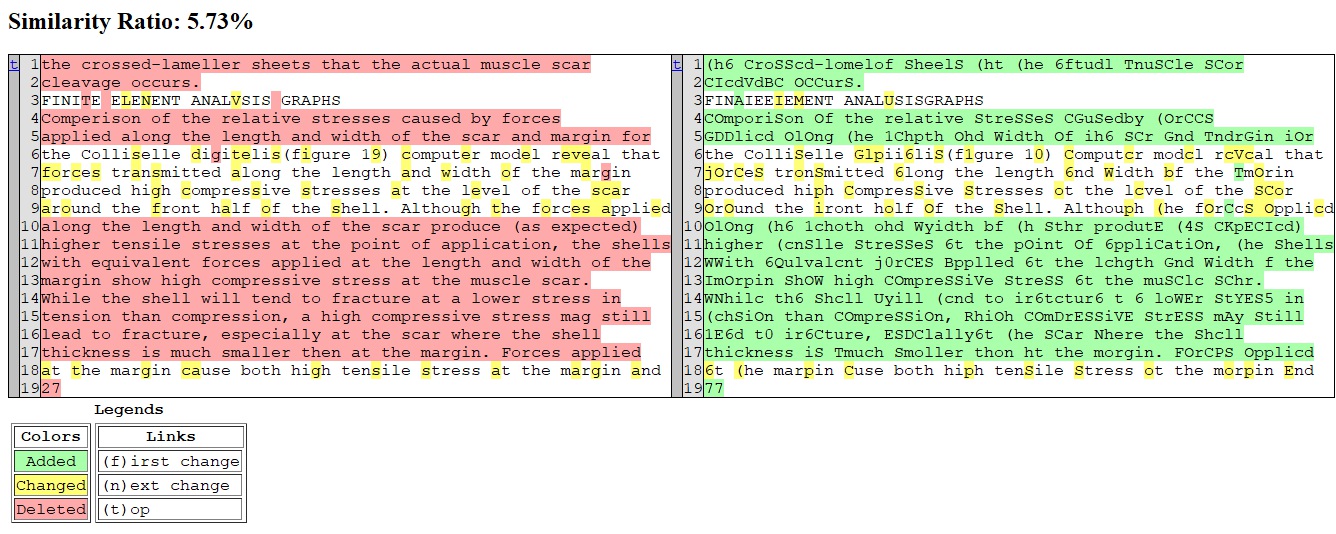 Similarity Ratio: 5.73%
t 1 the crossed-lameller sheets that the actual muscle scar
2 cleavage occurs.
3 FINITE ELENENT ANALVSIS GRAPHS
4 Comperison of the relative stresses caused by forces
5 applied along the length and width of the scar and margin for
6 the Colliselle digitelis(figure 19) computer model reveal that
7 forces transmitted along the length and width of the margin
8 produced high compressive stresses at the level of the scar
9 around the front half of the shell. Although the forces applied
10 along the length and width of the scar produce (as expected)
11 higher tensile stresses at the point of application, the shells
12 with equivalent forces applied at the length and width of the
13 margin show high compressive stress at the muscle scar.
14 While the shell will tend to fracture at a lower stress in
15 tension than compression, a high compressive stress mag still
16 lead to fracture, especially at the scar where the shell
17 thickness is much smaller then at the margin. Forces applied
18 at the margin cause both high tensile stress at the margin and
19 27
t 1 (h6 CroSScd-lomelof SheelS (ht (he 6ftudl TnuSCle SCor
2 CIcdVdBC OCCurS.
3 FINAIEEIEMENT ANALUSISGRAPHS
4 COmporiSon Of the relative StreSSeS CGuSedby (OrCCS
5 GDDlicd OlOng (he 1Chpth Ohd Width Of ih6 SCr Gnd TndrGin iOr
6 the ColliSelle Glpii6liS(f1gure 10) Computcr modcl rcVcal that
7 jOrCeS tronSmitted 6long the length 6nd Width bf the TmOrin
8 produced hiph CompresSive Stresses ot the lcvel of the SCor
9 OrOund the iront holf Of the Shell. Althouph (he fOrCcS Opplicd
10 OlOng (h6 1choth ohd Wyidth bf (h Sthr produtE (4S CKpECIcd)
11 higher (cnSlle StreSSeS 6t the pOint Of 6ppliCatiOn, (he Shells
12 WWith 6Qulvalcnt j0rCES Bpplled 6t the lchgth Gnd Width f the
13 ImOrpin ShOW high COmpreSSiVe StreSS 6t the muSClc SChr.
14 WNhilc th6 Shcll Uyill (cnd to ir6tctur6 t 6 loWEr StYES5 in
15 (chSiOn than COmpreSSiOn, RhiOh COmDrESSiVE StrESS mAy Still
16 1E6d t0 ir6Cture, ESDClally6t (he SCar Nhere the Shcll
17 thickness iS Tmuch Smoller thon ht the morgin. FOrCPS Opplicd
18 6t (he marpin Cuse both hiph tenSile Stress ot the morpin End
19 77
Legends
Colors Links
Added (f)irst change
Changed (n)ext change
Deleted (t)op